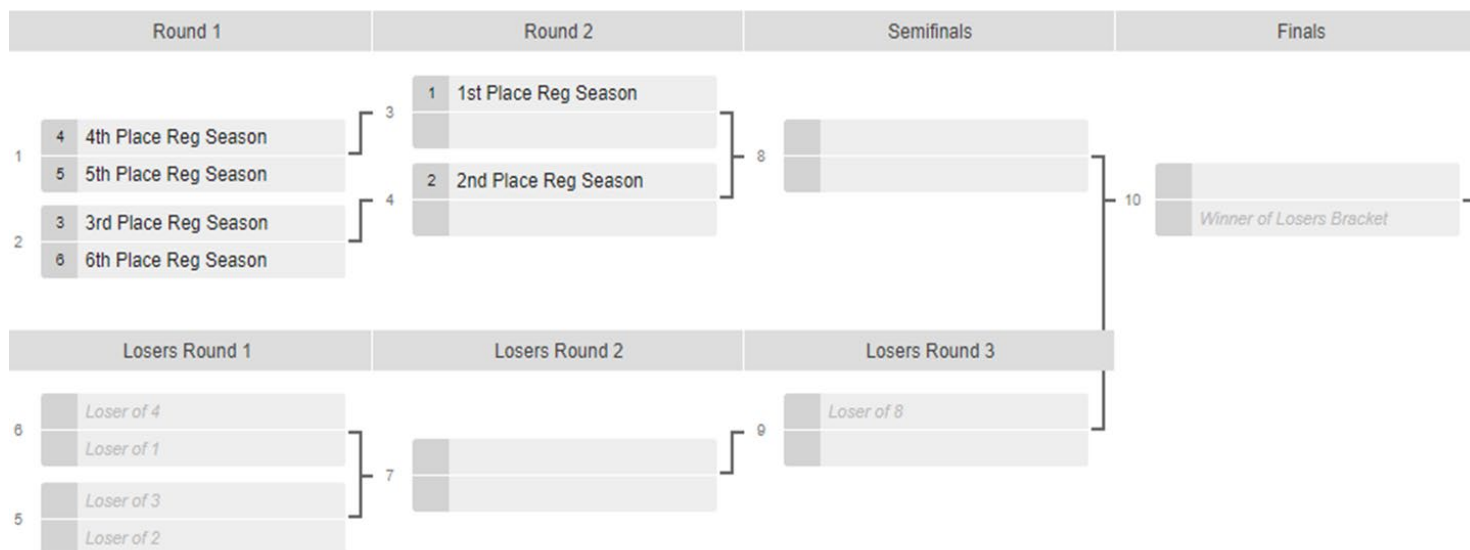 Round 1
Round 2
Semifinals
Finals
1
4 4th Place Reg Season
5 5th Place Reg Season
2
3 3rd Place Reg Season
6 6th Place Reg Season
3
1 1st Place Reg Season
4
2 2nd Place Reg Season
8
10
Winner of Losers Bracket
Losers Round 1
Losers Round 2
Losers Round 3
6
Loser of 4
Loser of 1
5
Loser of 3
Loser of 2
7
9
Loser of 8